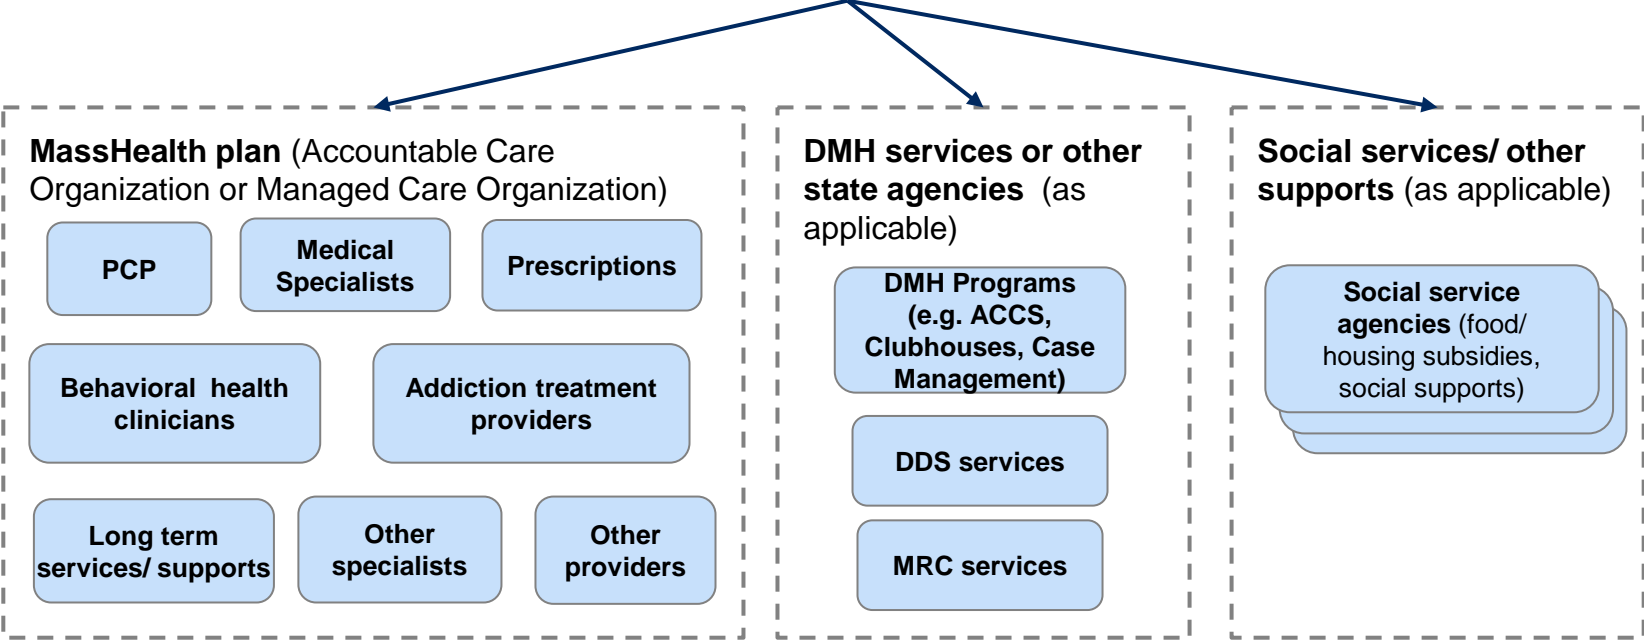 MassHealth plan (Accountable Care
Organization or Managed Care Organization)
PCP
Medical
Specialists
Prescriptions
Behavioral health
clinicians
Addiction treatment
providers
Long term
services/ supports
Other
specialists
Other
providers
DMH services or other
state agencies (as
applicable)
DMH Programs
(e.g. ACCS,
Clubhouses, Case
Management)
DDS services
MRC services
Social services/ other
supports (as applicable)
Social service
agencies (food/
housing subsidies,
social supports)